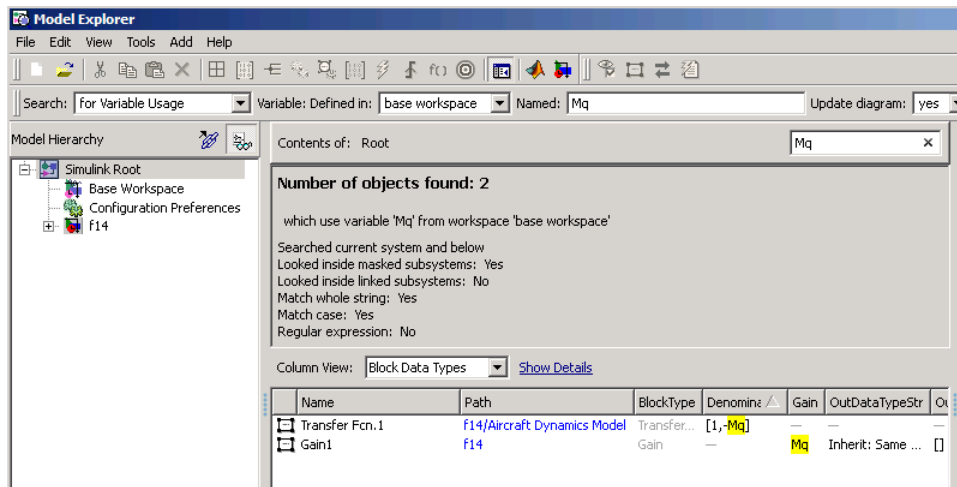 Model Explorer
File Edit View Tools Add Help
Search: for Variable Usage Variable: Defined in: base workspace Named: Mq Update diagram: yes
Model Hierarchy
Contents of: Root Mq
Simulink Root
Base Workspace
Configuration Preferences
f14
Number of objects found: 2
which use variable 'Mq' from workspace 'base workspace'
Searched current system and below
Looked inside masked subsystems: Yes
Looked inside linked subsystems: No
Match whole string: Yes
Match case: Yes
Regular expression: No
Column View: Block Data Types Show Details
Name Path BlockType Denomina Gain OutDataTypeStr
Transfer Fcn.1 f14/Aircraft Dynamics Model Transfer... [1,-Mq] — — —
Gain1 f14 Gain — Mq Inherit: Same ... []